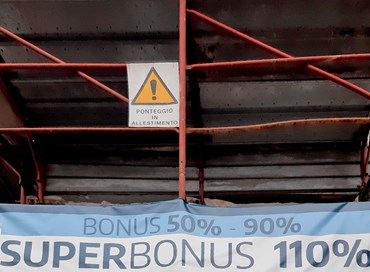 PONTEGGIO
IN
ALLESTIMENTO
BONUS 50% - 90%
SUPERBONUS 110%